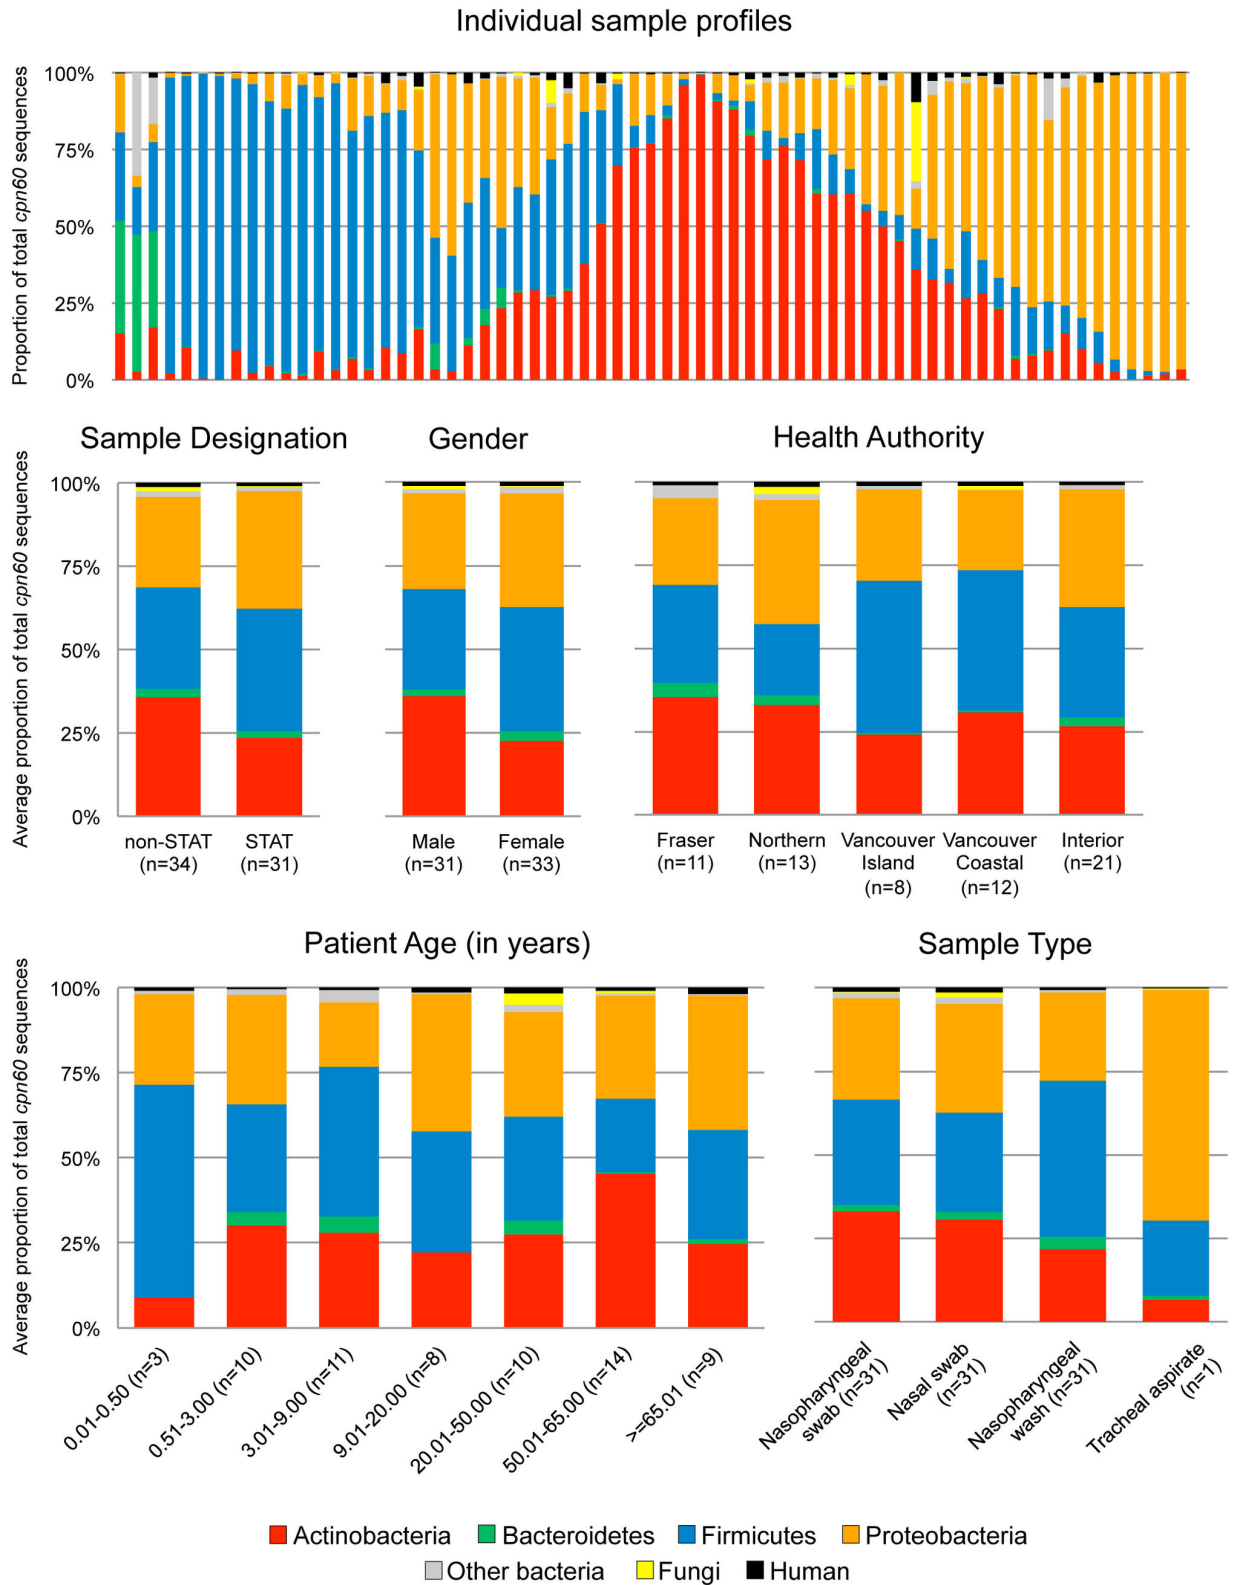 Individual sample profiles
Proportion of total cpn60 sequences
100%
75%
50%
25%
0%
Sample Designation
Gender
Health Authority
Average proportion of total cpn60 sequences
100%
75%
50%
25%
0%
non-STAT
(n=34)
STAT
(n=31)
Male
(n=31)
Female
(n=33)
Fraser
(n=11)
Northern
(n=13)
Vancouver
Island
(n=8)
Vancouver
Coastal
(n=12)
Interior
(n=21)
Patient Age (in years)
Sample Type
Average proportion of total cpn60 sequences
100%
75%
50%
25%
0%
0.01-0.50 (n=3)
0.51-3.00 (n=10)
3.01-9.00 (n=11)
9.01-20.00 (n=8)
20.01-50.00 (n=10)
50.01-65.00 (n=14)
>=65.01 (n=9)
Nasopharyngeal
swab (n=31)
Nasal swab
(n=31)
Nasopharyngeal
wash (n=31)
Tracheal aspirate
(n=1)
Actinobacteria
Bacteroidetes
Firmicutes
Proteobacteria
Other bacteria
Fungi
Human